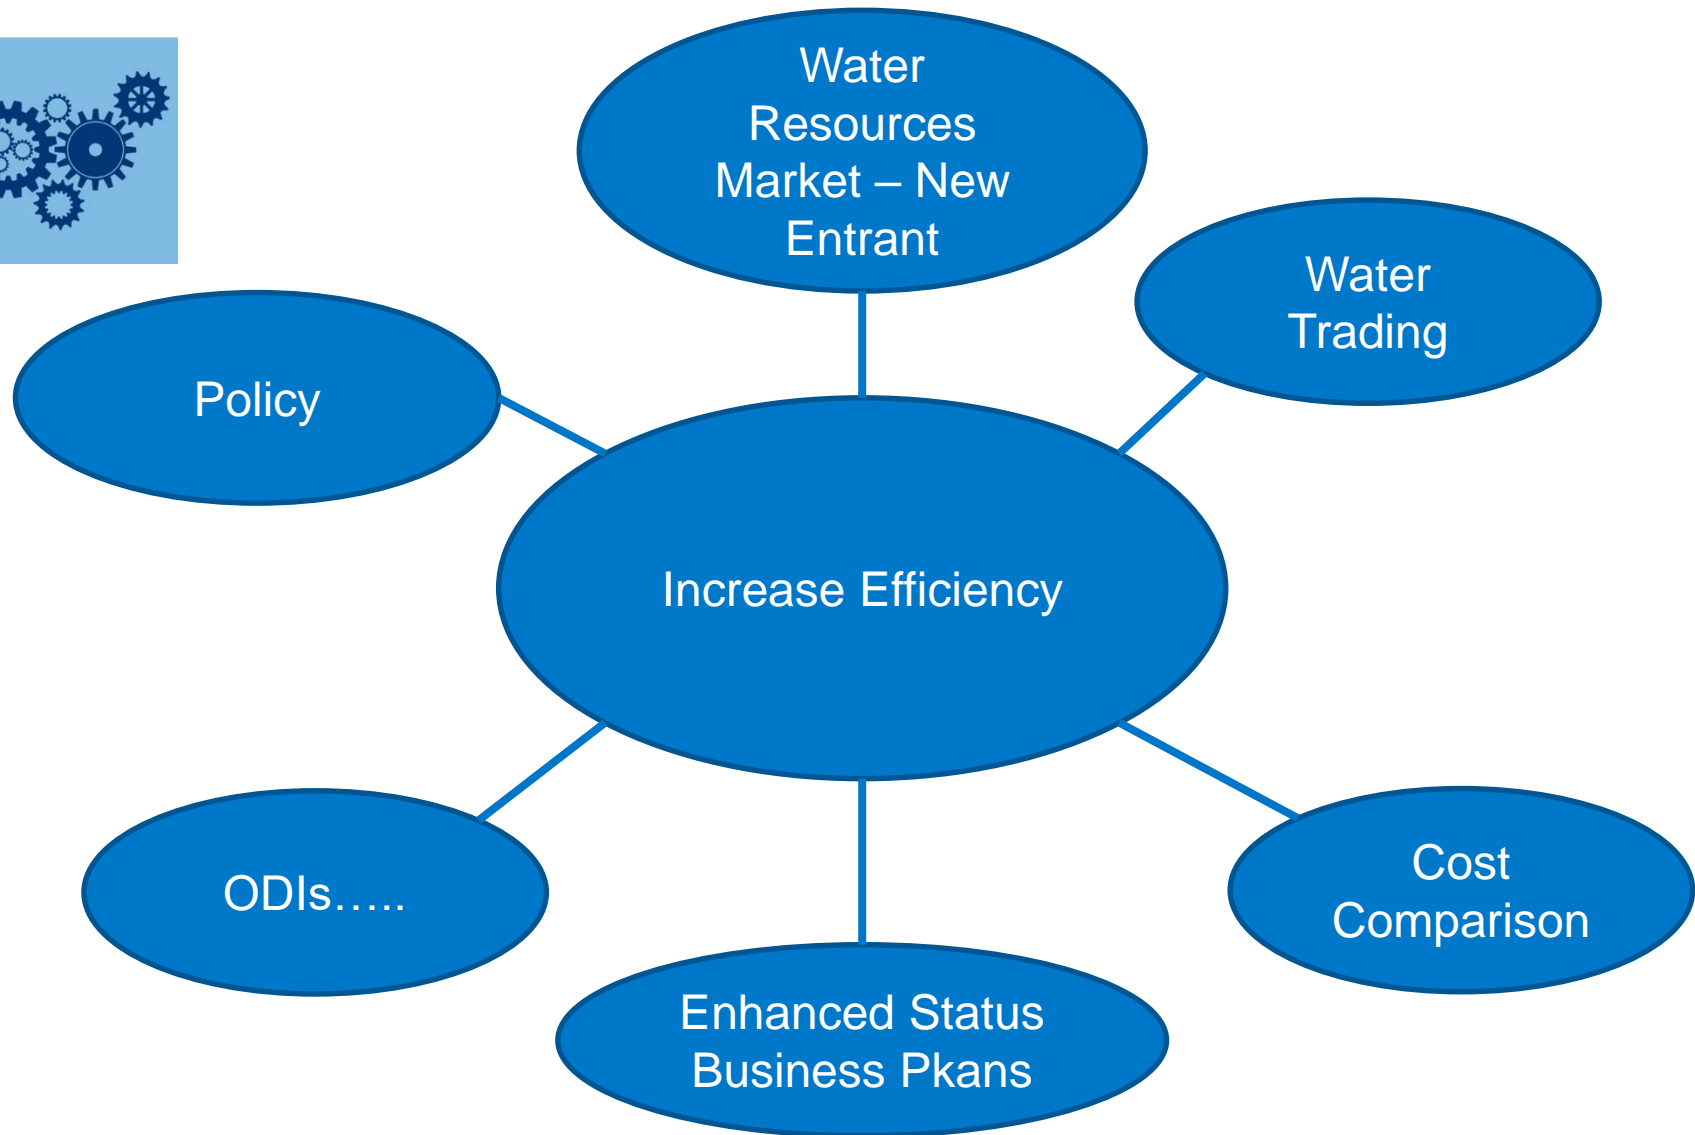 Water
Resources
Market – New
Entrant
Water
Trading
Policy
Increase Efficiency
ODIs…..
Cost
Comparison
Enhanced Status
Business Pkans